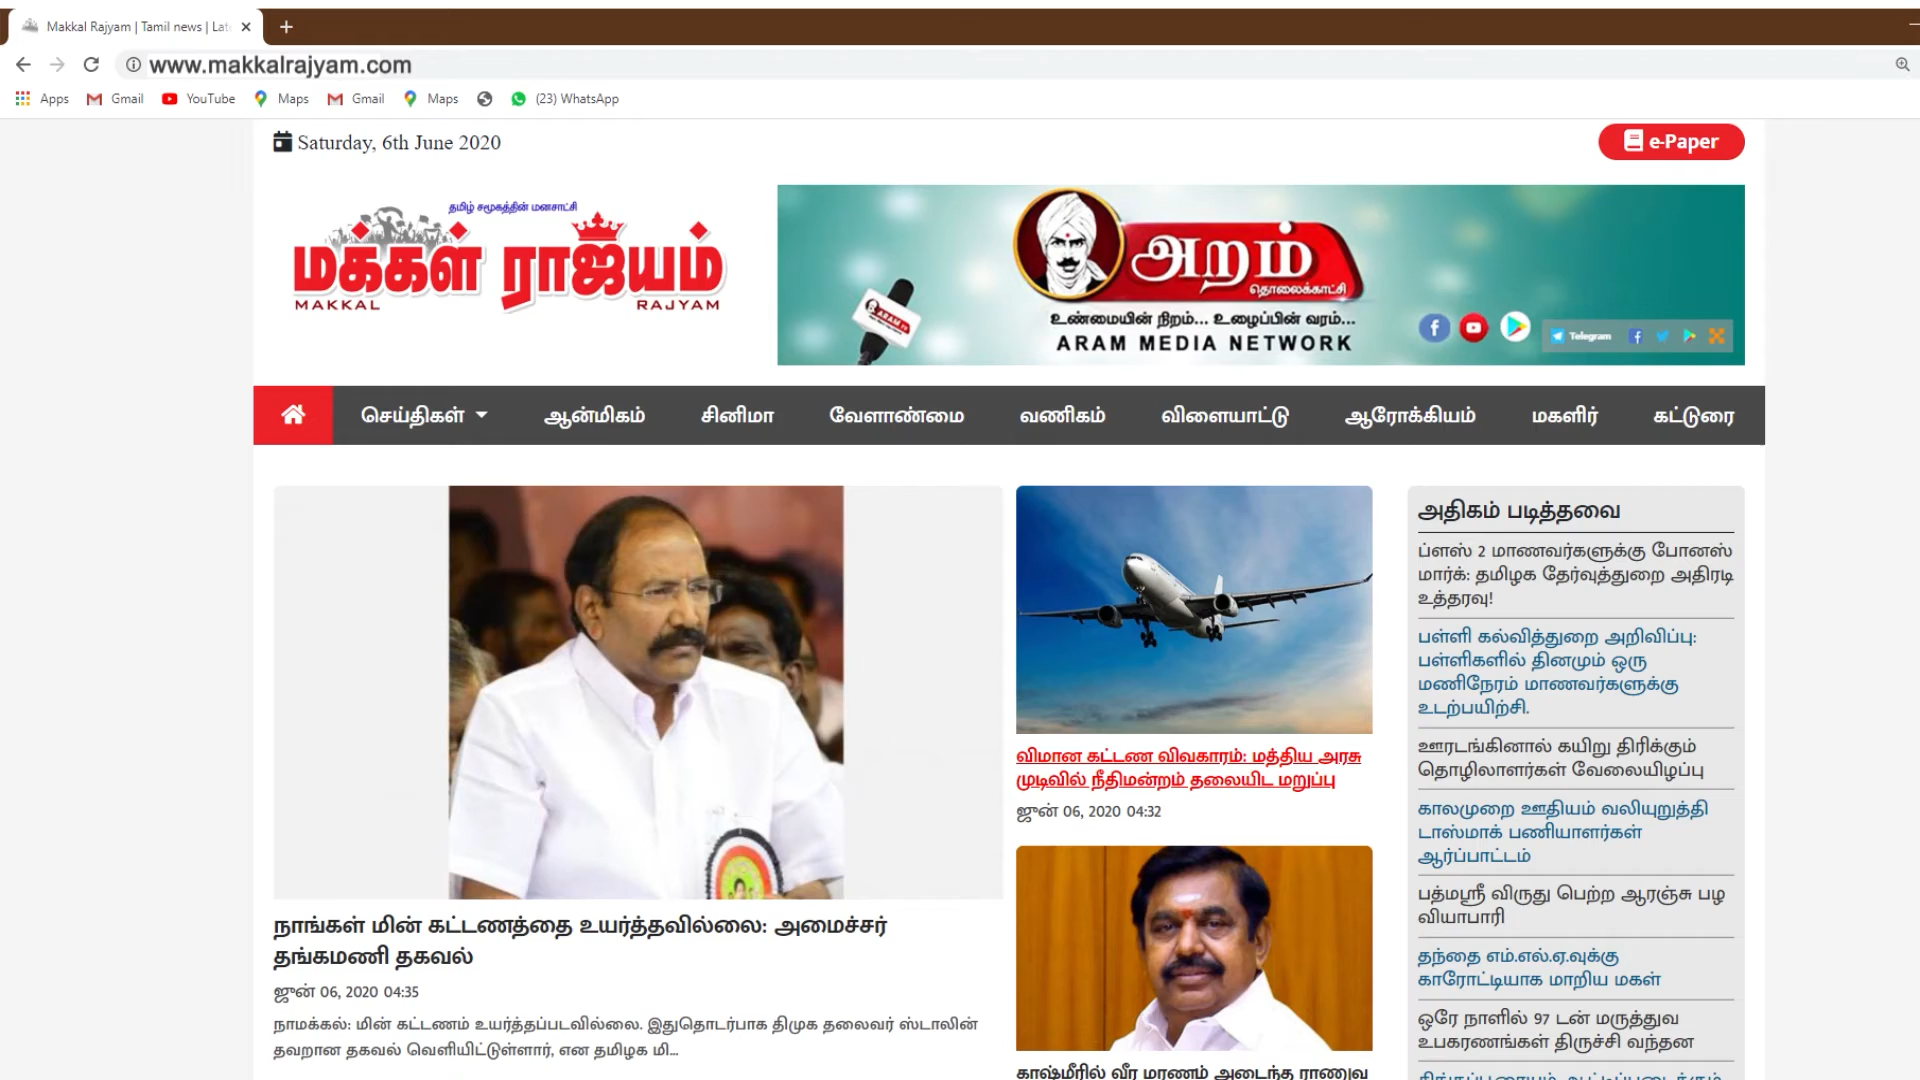 Makkal Rajyam | Tamil news | Lat
www.makkalrajyam.com
Apps Gmail YouTube Maps Gmail Maps (23) WhatsApp
Saturday, 6th June 2020
e-Paper
தமிழ் சமூகத்தின் மனசாட்சி
மக்கள் ராஜ்யம்
MAKKAL RAJYAM
அறம்
தொலைக்காட்சி
உண்மையின் நிறம்... உழைப்பின் வரம்...
ARAM MEDIA NETWORK
ARAM
Telegram
செய்திகள் ஆன்மிகம் சினிமா வேளாண்மை வணிகம் விளையாட்டு ஆரோக்கியம் மகளிர் கட்டுரை
நாங்கள் மின் கட்டணத்தை உயர்த்தவில்லை: அமைச்சர்
தங்கமணி தகவல்
ஜுன் 06, 2020 04:35
நாமக்கல்: மின் கட்டணம் உயர்த்தப்படவில்லை. இதுதொடர்பாக திமுக தலைவர் ஸ்டாலின்
தவறான தகவல் வெளியிட்டுள்ளார், என தமிழக மி...
விமான கட்டண விவகாரம்: மத்திய அரசு
முடிவில் நீதிமன்றம் தலையிட மறுப்பு
ஜுன் 06, 2020 04:32
காஷ்மீரில் வீர மரணம் அடைந்த ராணுவ
அதிகம் படித்தவை
ப்ளஸ் 2 மாணவர்களுக்கு போனஸ்
மார்க்: தமிழக தேர்வுத்துறை அதிரடி
உத்தரவு!
பள்ளி கல்வித்துறை அறிவிப்பு:
பள்ளிகளில் தினமும் ஒரு
மணிநேரம் மாணவர்களுக்கு
உடற்பயிற்சி.
ஊரடங்கினால் கயிறு திரிக்கும்
தொழிலாளர்கள் வேலையிழப்பு
காலமுறை ஊதியம் வலியுறுத்தி
டாஸ்மாக் பணியாளர்கள்
ஆர்ப்பாட்டம்
பத்மஸ்ரீ விருது பெற்ற ஆரஞ்சு பழ
வியாபாரி
தந்தை எம்.எல்.ஏ.வுக்கு
காரோட்டியாக மாறிய மகள்
ஒரே நாளில் 97 டன் மருத்துவ
உபகரணங்கள் திருச்சி வந்தன